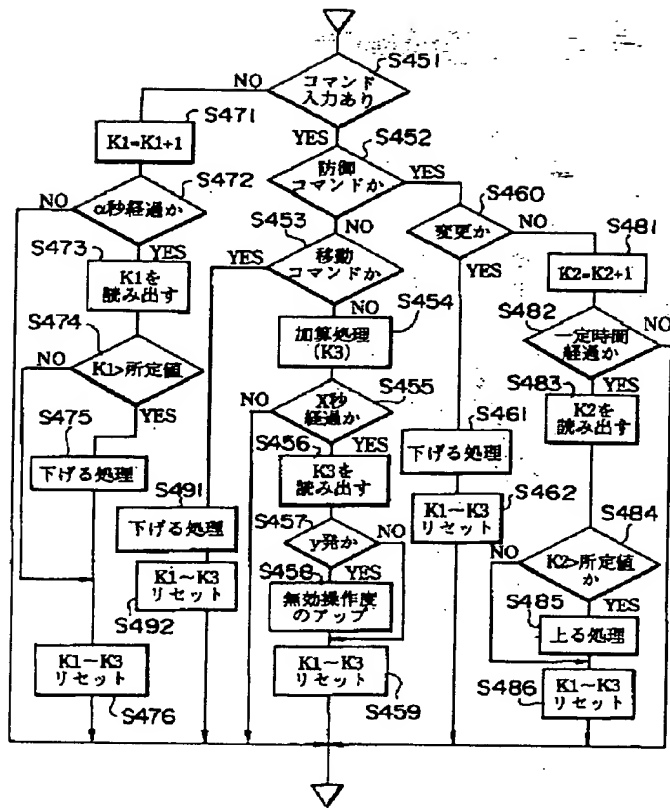 S451
コマンド
入力あり
NO
YES
S471
K1=K1+1
S452
防御
コマンドか
YES
NO
S472
α秒経過か
NO
YES
S453
移動
コマンドか
YES
NO
S460
変更か
NO
YES
S481
K2=K2+1
S473
K1を
読み出す
S454
加算処理
(K3)
S482
一定時間
経過か
NO
YES
S474
K1>所定値
NO
YES
S455
X秒
経過か
NO
YES
S483
K2を
読み出す
S475
下げる処理
S456
K3を
読み出す
S461
下げる処理
S491
下げる処理
S457
y発か
NO
YES
S462
K1~K3
リセット
S484
K2>所定値
か
NO
YES
S492
K1~K3
リセット
S458
無効操作度
のアップ
S485
上る処理
S476
K1~K3
リセット
S459
K1~K3
リセット
S486
K1~K3
リセット